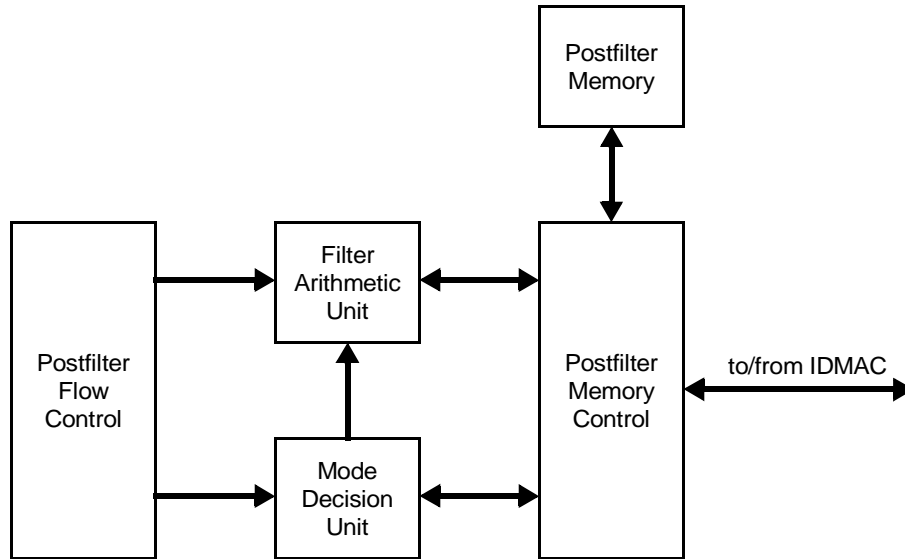 Postfilter
Memory
Filter
Arithmetic
Unit
Postfilter
Flow
Control
Postfilter
Memory
Control
to/from IDMAC
Mode
Decision
Unit